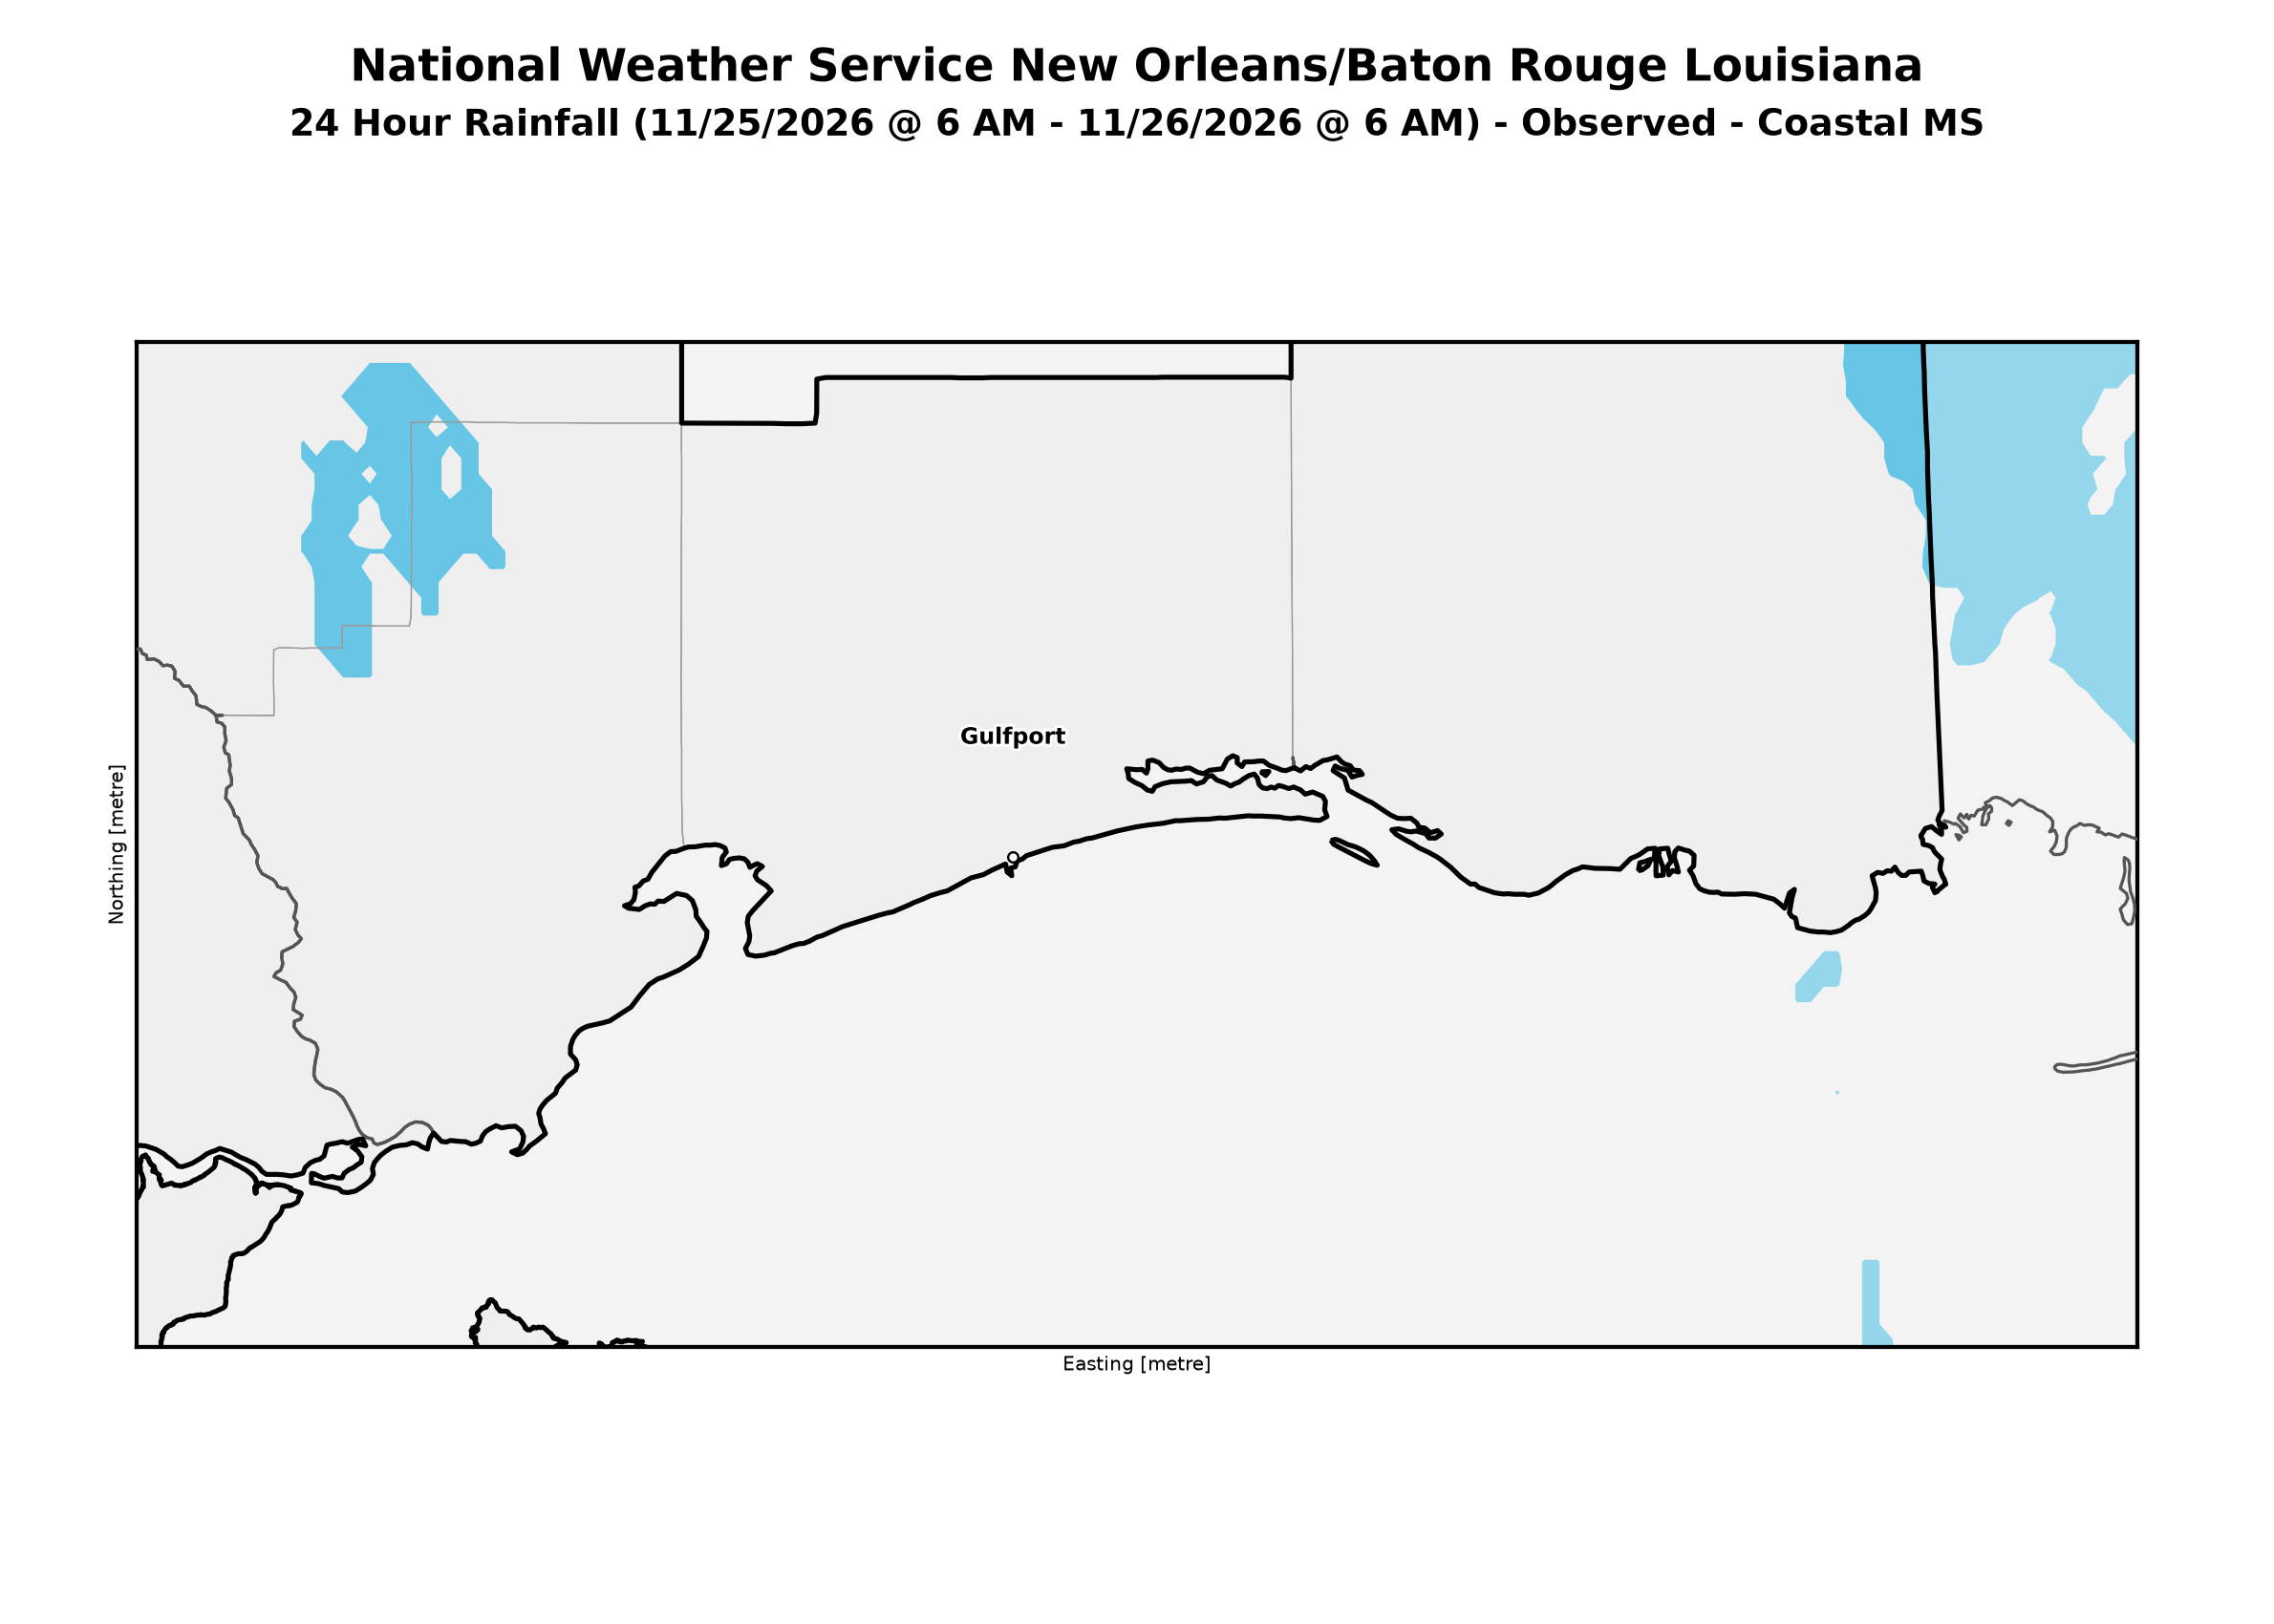 National Weather Service New Orleans/Baton Rouge Louisiana
24 Hour Rainfall (11/25/2026 @ 6 AM - 11/26/2026 @ 6 AM) - Observed - Coastal MS
Gulfport
Northing [metre]
Easting [metre]